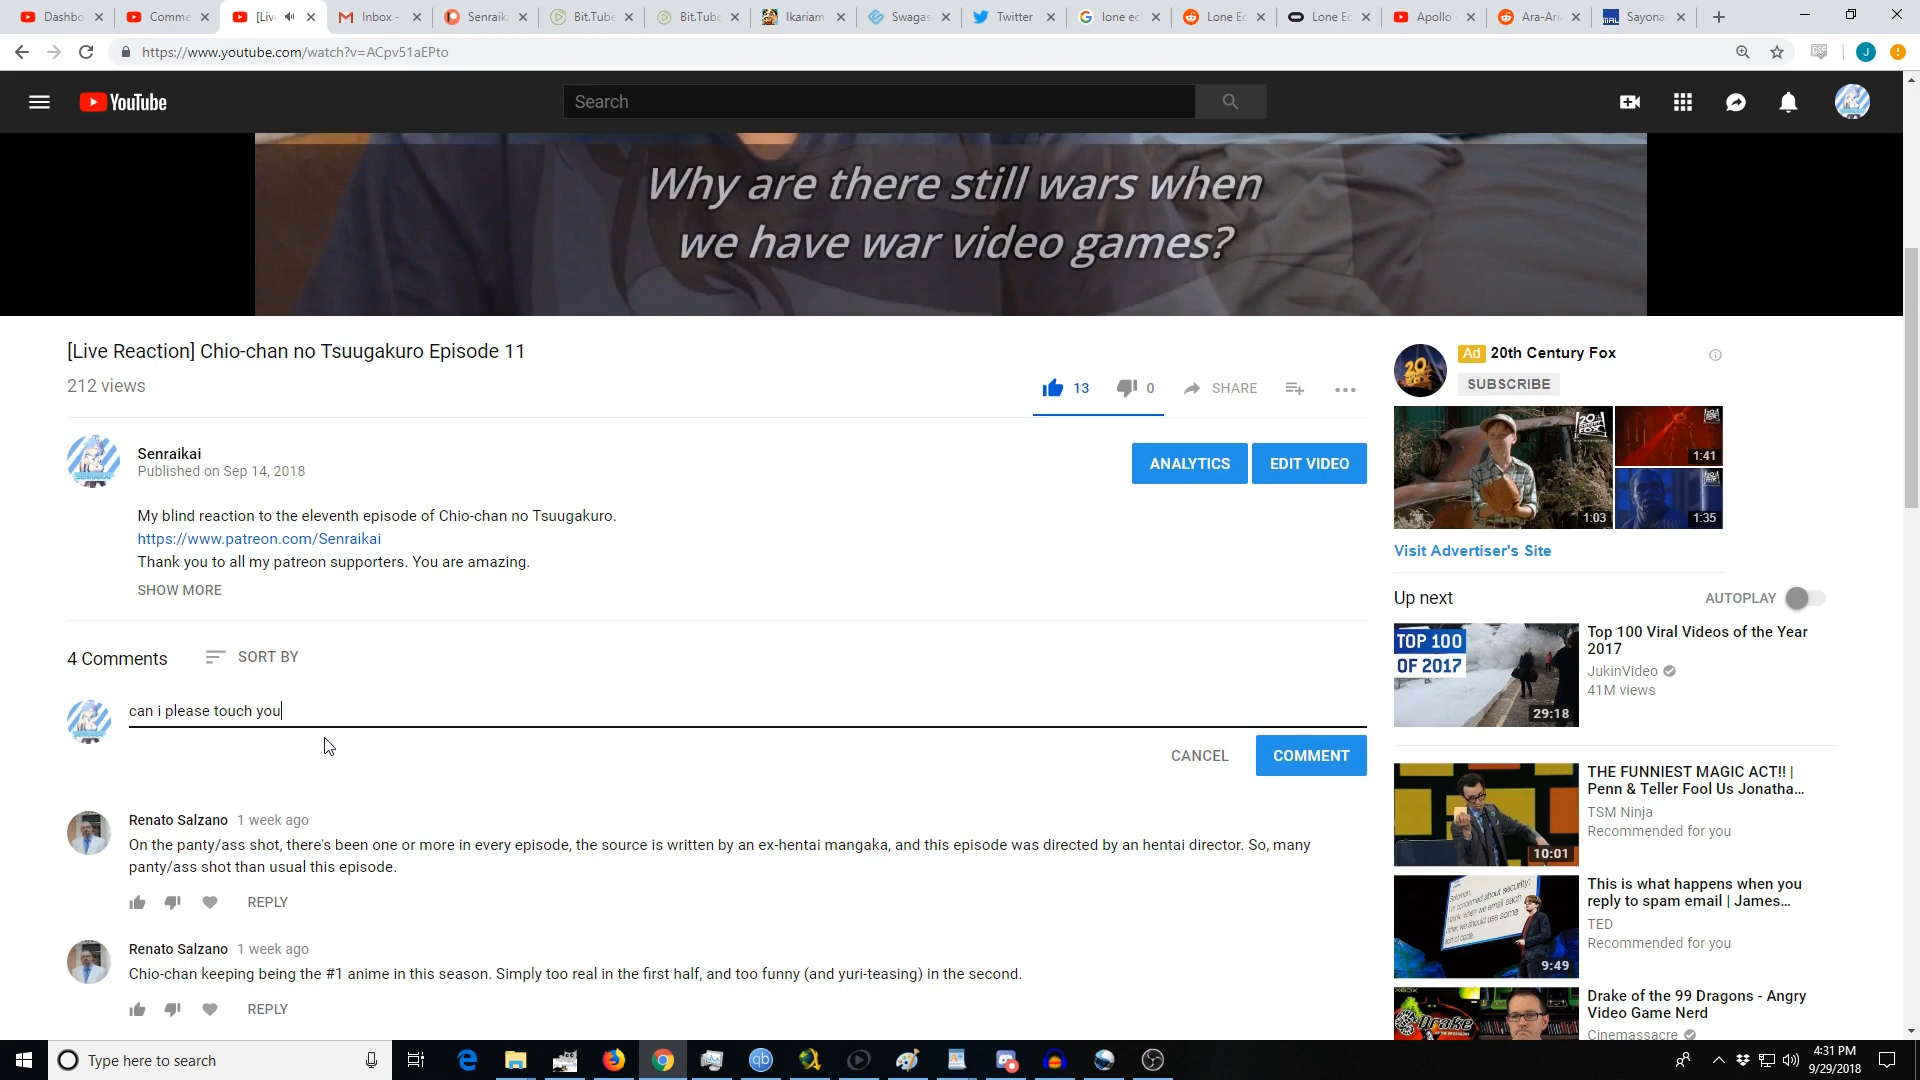 Dashbo
Comme
[Liv
Inbox -
Senraik
Bit.Tube
Bit.Tube
Ikariam
Swagas
Twitter
lone ec
Lone Ec
Lone Ec
Apollo -
Ara-Ari
Sayona
https://www.youtube.com/watch?v=ACpv51aEPto
J
YouTube
Search
Why are there still wars when
we have war video games?
[Live Reaction] Chio-chan no Tsuugakuro Episode 11
212 views
13
0
SHARE
Senraikai
Published on Sep 14, 2018
ANALYTICS
EDIT VIDEO
My blind reaction to the eleventh episode of Chio-chan no Tsuugakuro.
https://www.patreon.com/Senraikai
Thank you to all my patreon supporters. You are amazing.
SHOW MORE
4 Comments
SORT BY
can i please touch you
CANCEL
COMMENT
Renato Salzano 1 week ago
On the panty/ass shot, there's been one or more in every episode, the source is written by an ex-hentai mangaka, and this episode was directed by an hentai director. So, many
panty/ass shot than usual this episode.
REPLY
Renato Salzano 1 week ago
Chio-chan keeping being the #1 anime in this season. Simply too real in the first half, and too funny (and yuri-teasing) in the second.
REPLY
Ad 20th Century Fox
SUBSCRIBE
1:03
1:41
1:35
Visit Advertiser's Site
Up next
AUTOPLAY
TOP 100
OF 2017
29:18
Top 100 Viral Videos of the Year
2017
JukinVideo
41M views
10:01
THE FUNNIEST MAGIC ACT!! |
Penn & Teller Fool Us Jonatha...
TSM Ninja
Recommended for you
9:49
This is what happens when you
reply to spam email | James...
TED
Recommended for you
Drake of the 99 Dragons - Angry
Video Game Nerd
Cinemassacre
Type here to search
4:31 PM
9/29/2018